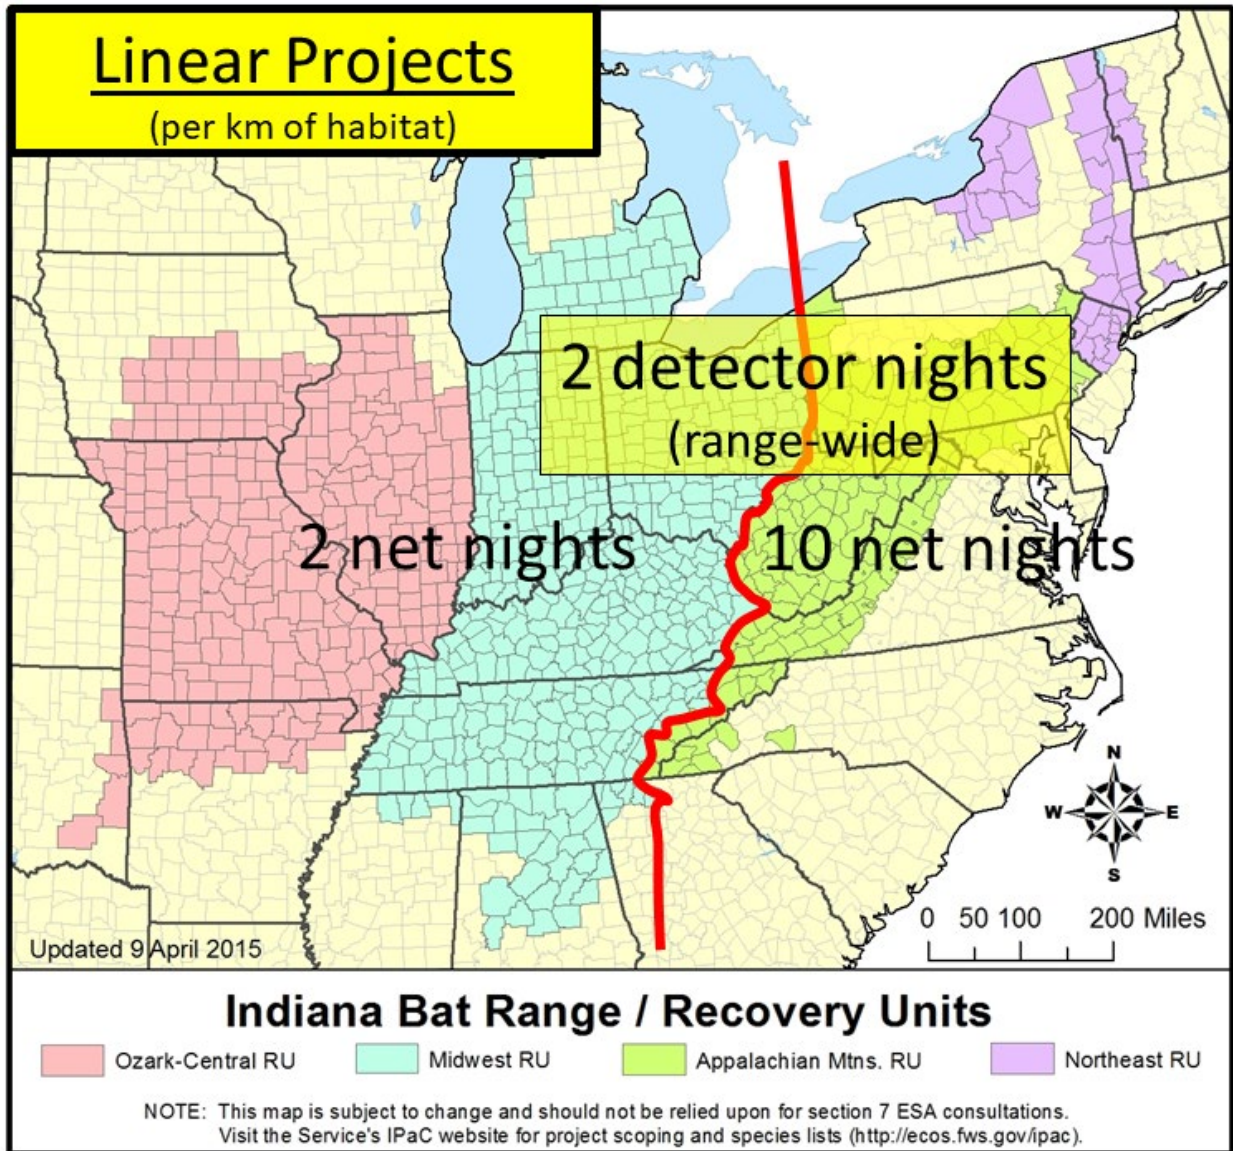 Linear Projects
(per km of habitat)
2 detector nights
(range-wide)
2 net nights
10 net nights
N
W E
S
0 50 100 200 Miles
Updated 9 April 2015
Indiana Bat Range / Recovery Units
Ozark-Central RU Midwest RU Appalachian Mtns. RU Northeast RU
NOTE: This map is subject to change and should not be relied upon for section 7 ESA consultations.
Visit the Service's IPaC website for project scoping and species lists (http://ecos.fws.gov/ipac).